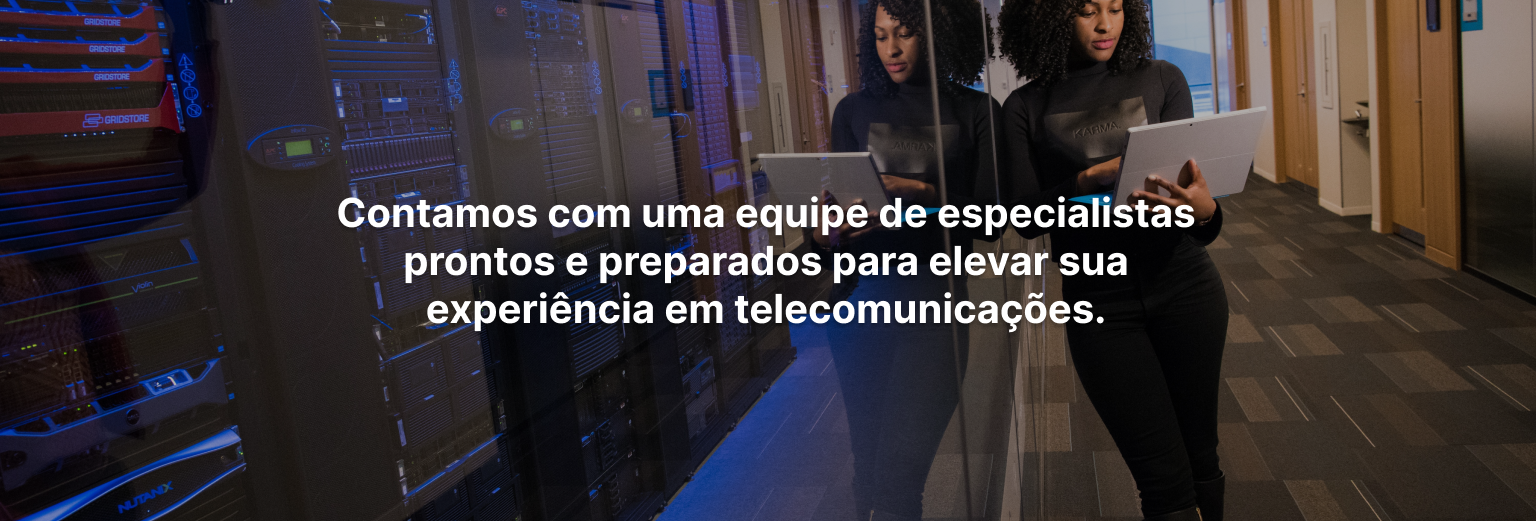 GRIDSTORE
GRIDSTORE
GRIDSTORE
GRIDSTORE
KARMA
Contamos com uma equipe de especialistas
prontos e preparados para elevar sua
experiência em telecomunicações.
Violin
NUTANIX